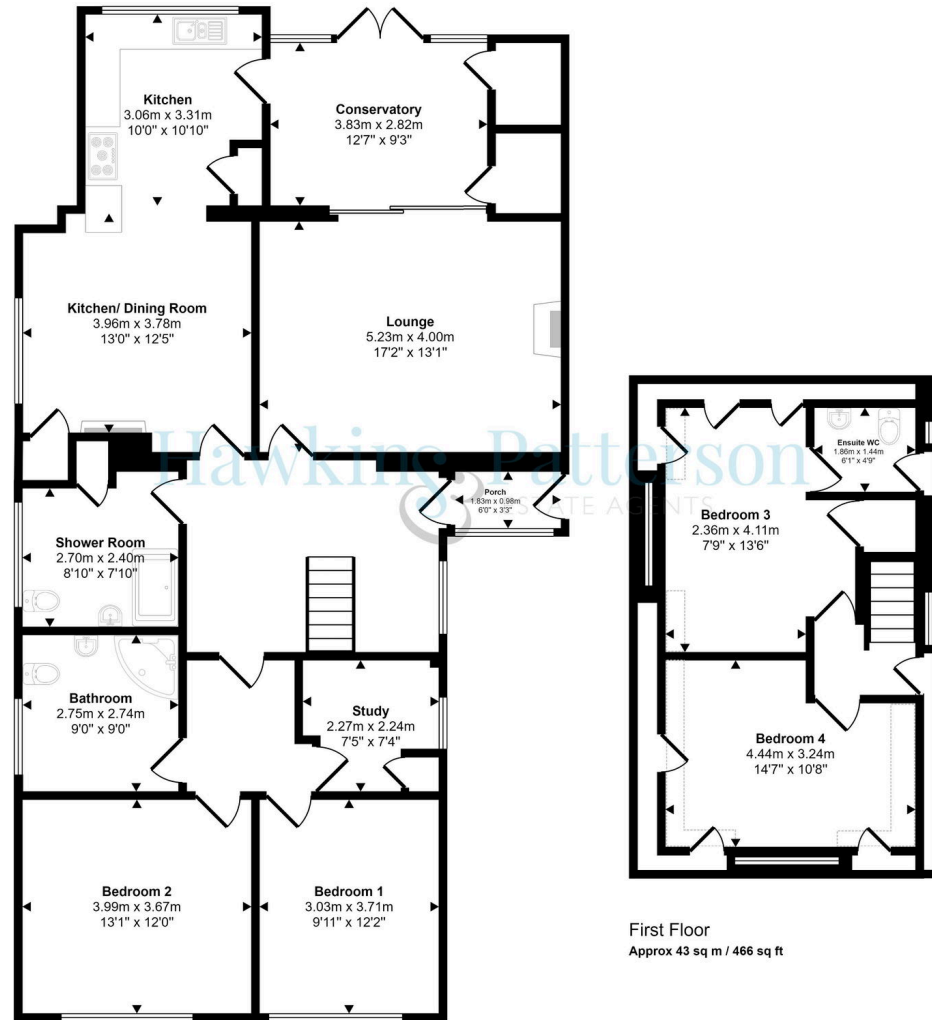 Kitchen
3.06m x 3.31m
10'0" x 10'10"
Conservatory
3.83m x 2.82m
12'7" x 9'3"
Kitchen/ Dining Room
3.96m x 3.78m
13'0" x 12'5"
Lounge
5.23m x 4.00m
17'2" x 13'1"
Hawkins Patterson
& ESTATE AGENTS
Porch
1.83m x 0.98m
6'0" x 3'3"
Shower Room
2.70m x 2.40m
8'10" x 7'10"
Bathroom
2.75m x 2.74m
9'0" x 9'0"
Study
2.27m x 2.24m
7'5" x 7'4"
Bedroom 2
3.99m x 3.67m
13'1" x 12'0"
Bedroom 1
3.03m x 3.71m
9'11" x 12'2"
Ensuite WC
1.86m x 1.44m
6'1" x 4'9"
Bedroom 3
2.36m x 4.11m
7'9" x 13'6"
Bedroom 4
4.44m x 3.24m
14'7" x 10'8"
First Floor
Approx 43 sq m / 466 sq ft